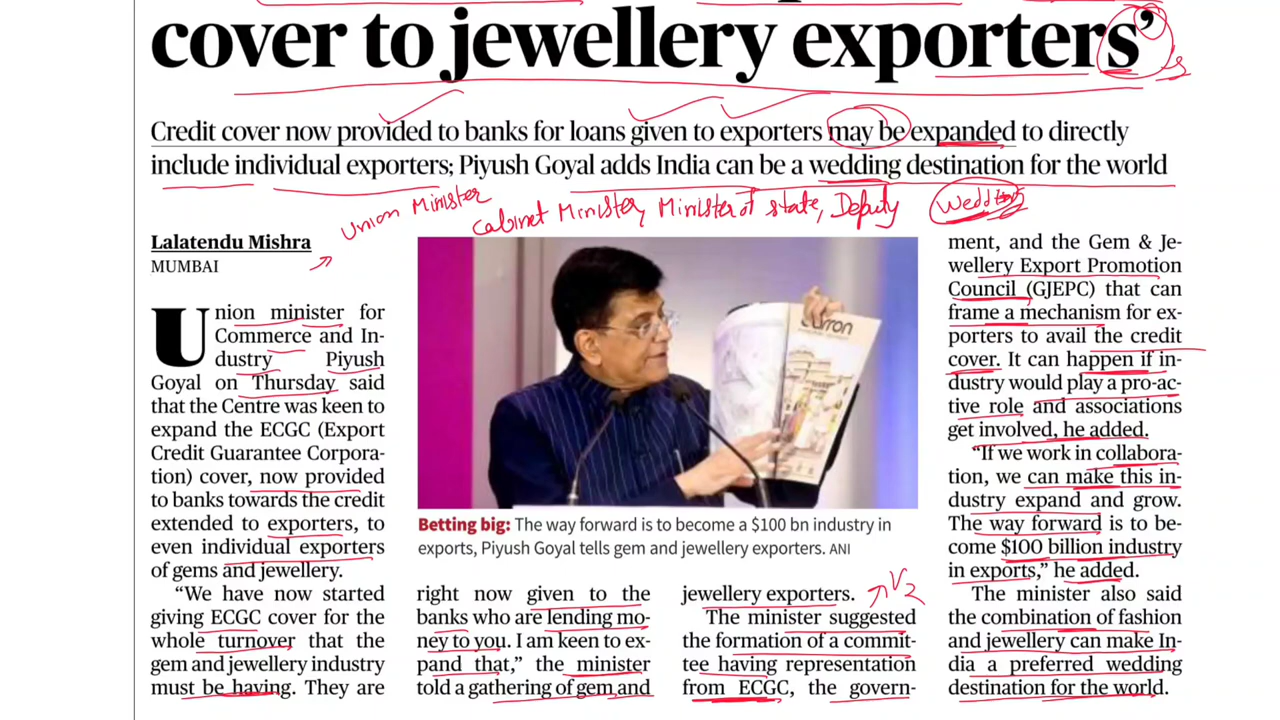 cover to jewellery exporters’
s
Credit cover now provided to banks for loans given to exporters may be expanded to directly
include individual exporters; Piyush Goyal adds India can be a wedding destination for the world
Union Minister
Cabinet Minister, Minister of state, Deputy
Lalatendu Mishra
MUMBAI
Union minister for
Commerce and In-
dustry Piyush
Goyal on Thursday said
that the Centre was keen to
expand the ECGC (Export
Credit Guarantee Corpora-
tion) cover, now provided
to banks towards the credit
extended to exporters, to
even individual exporters
of gems and jewellery.
“We have now started
giving ECGC cover for the
whole turnover that the
gem and jewellery industry
must be having. They are
Betting big: The way forward is to become a $100 bn industry in
exports, Piyush Goyal tells gem and jewellery exporters. ANI
right now given to the
banks who are lending mo-
ney to you. I am keen to ex-
pand that,” the minister
told a gathering of gem and
jewellery exporters.
V2
The minister suggested
the formation of a commit-
tee having representation
from ECGC, the govern-
ment, and the Gem & Je-
wellery Export Promotion
Council (GJEPC) that can
frame a mechanism for ex-
porters to avail the credit
cover. It can happen if in-
dustry would play a pro-ac-
tive role and associations
get involved, he added.
“If we work in collabora-
tion, we can make this in-
dustry expand and grow.
The way forward is to be-
come $100 billion industry
in exports,” he added.
The minister also said
the combination of fashion
and jewellery can make In-
dia a preferred wedding
destination for the world.